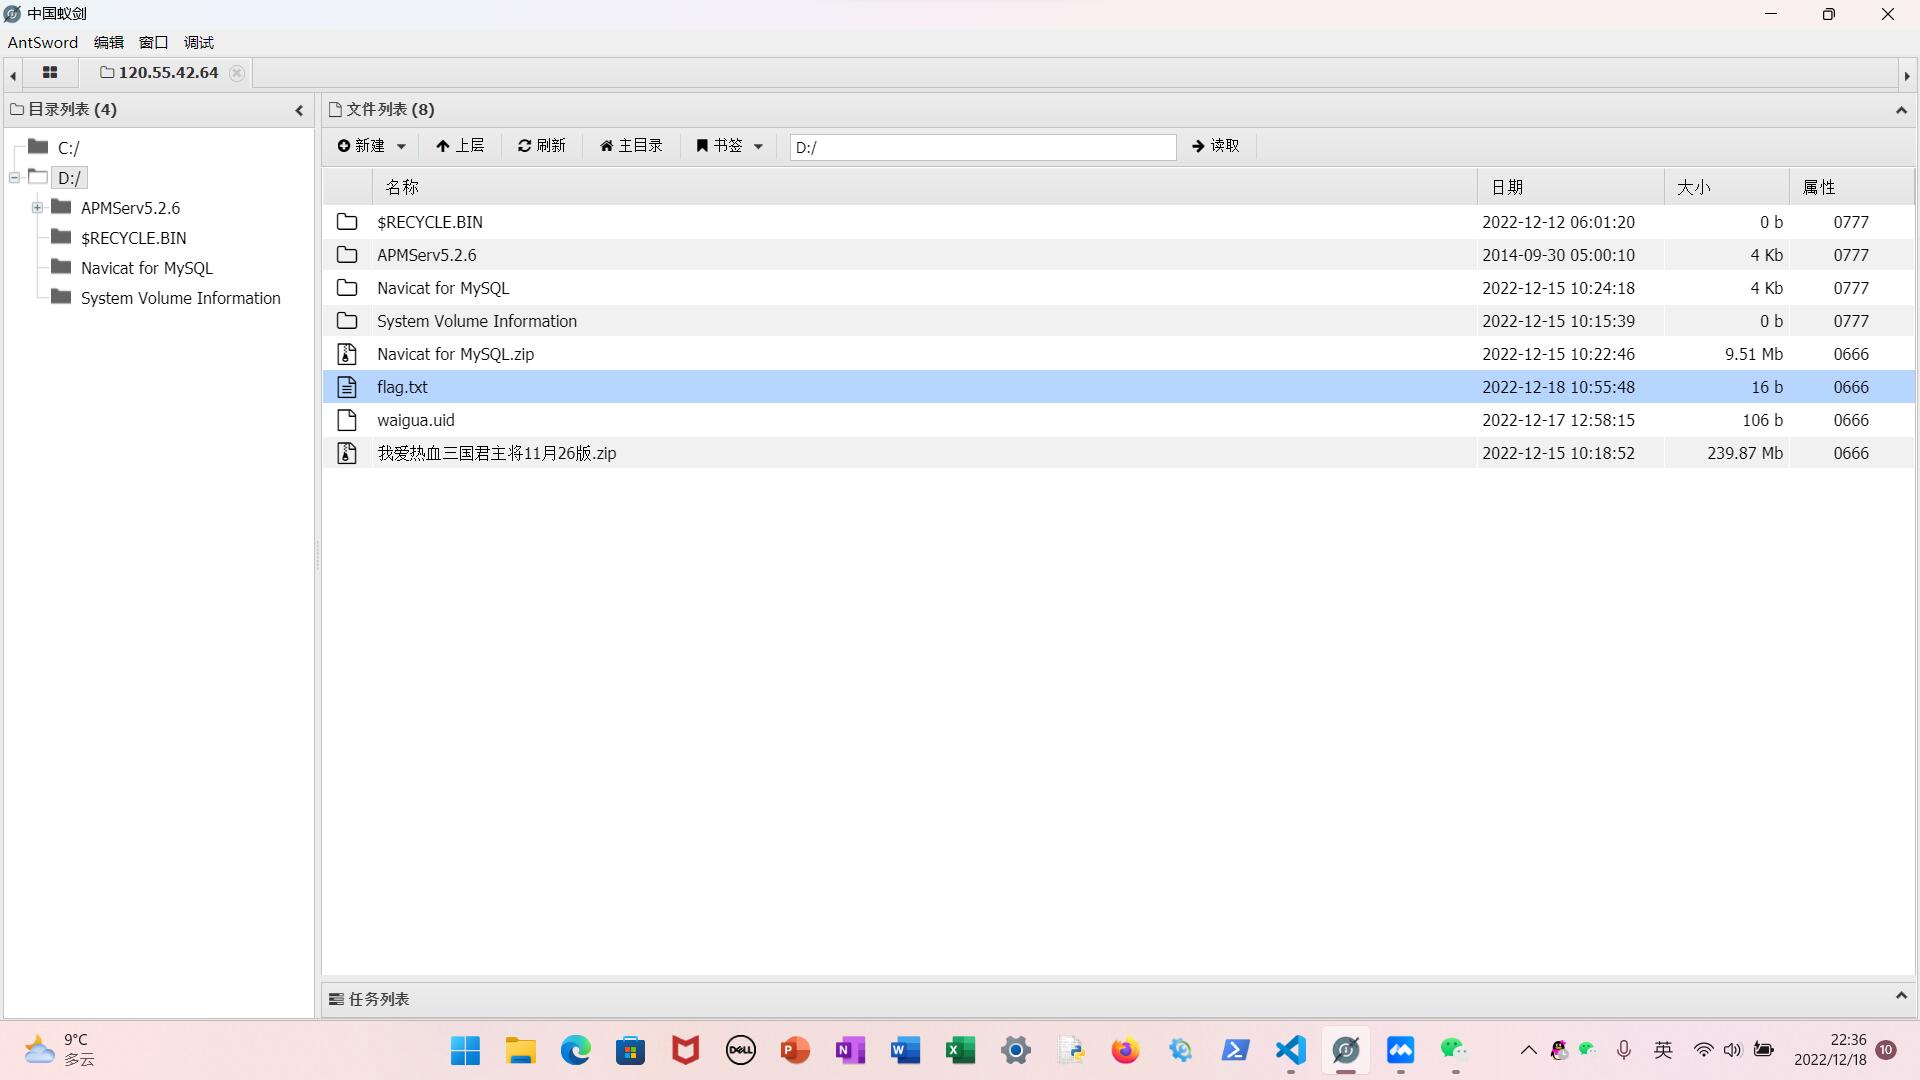 中国蚁剑
AntSword 编辑 窗口 调试
120.55.42.64
目录列表 (4)
C:/
D:/
APMServ5.2.6
$RECYCLE.BIN
Navicat for MySQL
System Volume Information
文件列表 (8)
新建 上层 刷新 主目录 书签 D:/ 读取
名称 日期 大小 属性
$RECYCLE.BIN 2022-12-12 06:01:20 0 b 0777
APMServ5.2.6 2014-09-30 05:00:10 4 Kb 0777
Navicat for MySQL 2022-12-15 10:24:18 4 Kb 0777
System Volume Information 2022-12-15 10:15:39 0 b 0777
Navicat for MySQL.zip 2022-12-15 10:22:46 9.51 Mb 0666
flag.txt 2022-12-18 10:55:48 16 b 0666
waigua.uid 2022-12-17 12:58:15 106 b 0666
我爱热血三国君主将11月26版.zip 2022-12-15 10:18:52 239.87 Mb 0666
任务列表
9°C
多云
DELL
P
N
W
X
英
22:36
2022/12/18
10